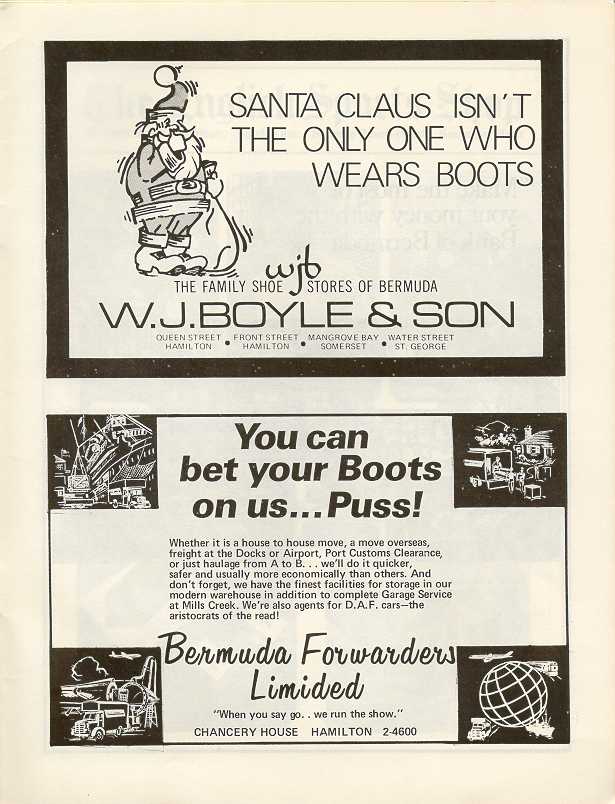 SANTA CLAUS ISN'T
THE ONLY ONE WHO
WEARS BOOTS
wjb
THE FAMILY SHOE STORES OF BERMUDA
W.J.BOYLE & SON
QUEEN STREET HAMILTON • FRONT STREET HAMILTON • MANGROVE BAY SOMERSET • WATER STREET ST. GEORGE
You can
bet your Boots
on us...Puss!
Whether it is a house to house move, a move overseas,
freight at the Docks or Airport, Port Customs Clearance,
or just haulage from A to B. . . we'll do it quicker,
safer and usually more economically than others. And
don't forget, we have the finest facilities for storage in our
modern warehouse in addition to complete Garage Service
at Mills Creek. We're also agents for D.A.F. cars—the
aristocrats of the read!
Bermuda Forwarders
Limided
"When you say go. . we run the show."
CHANCERY HOUSE HAMILTON 2-4600